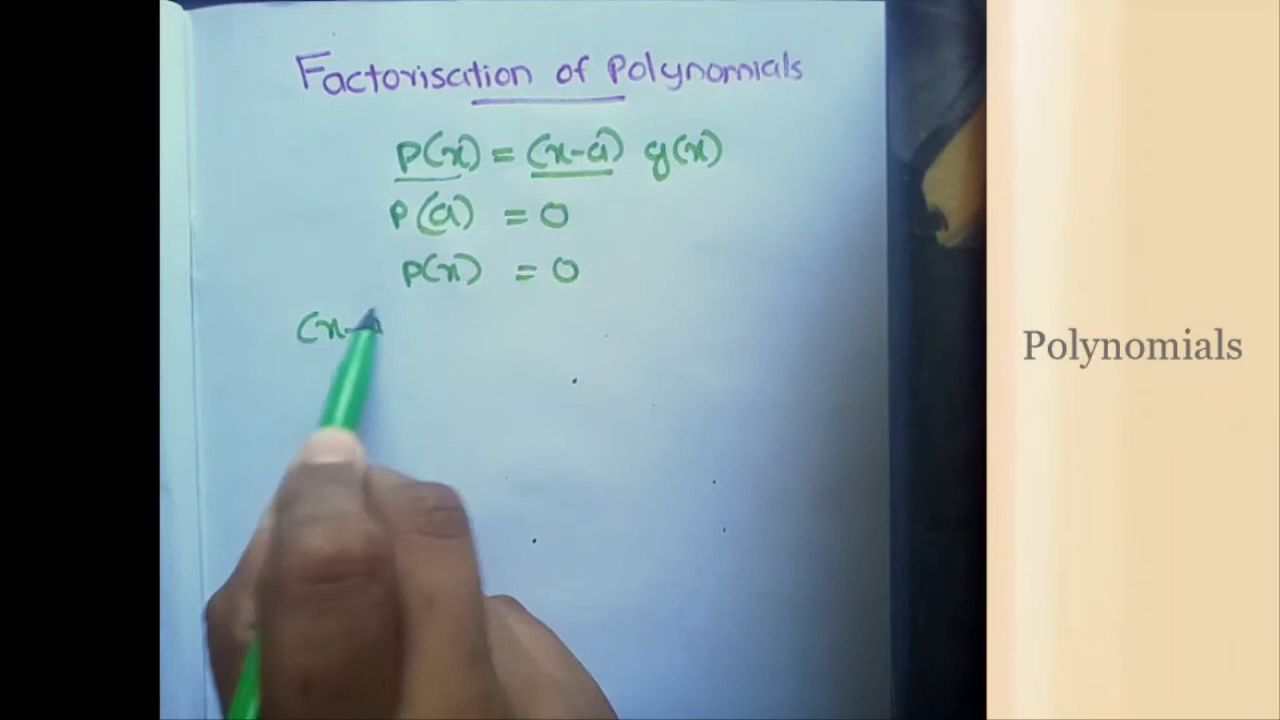 Factorisation of Polynomials
P(x) = (x-a) g(x)
P(a) = 0
P(x) = 0
(x-
Polynomials